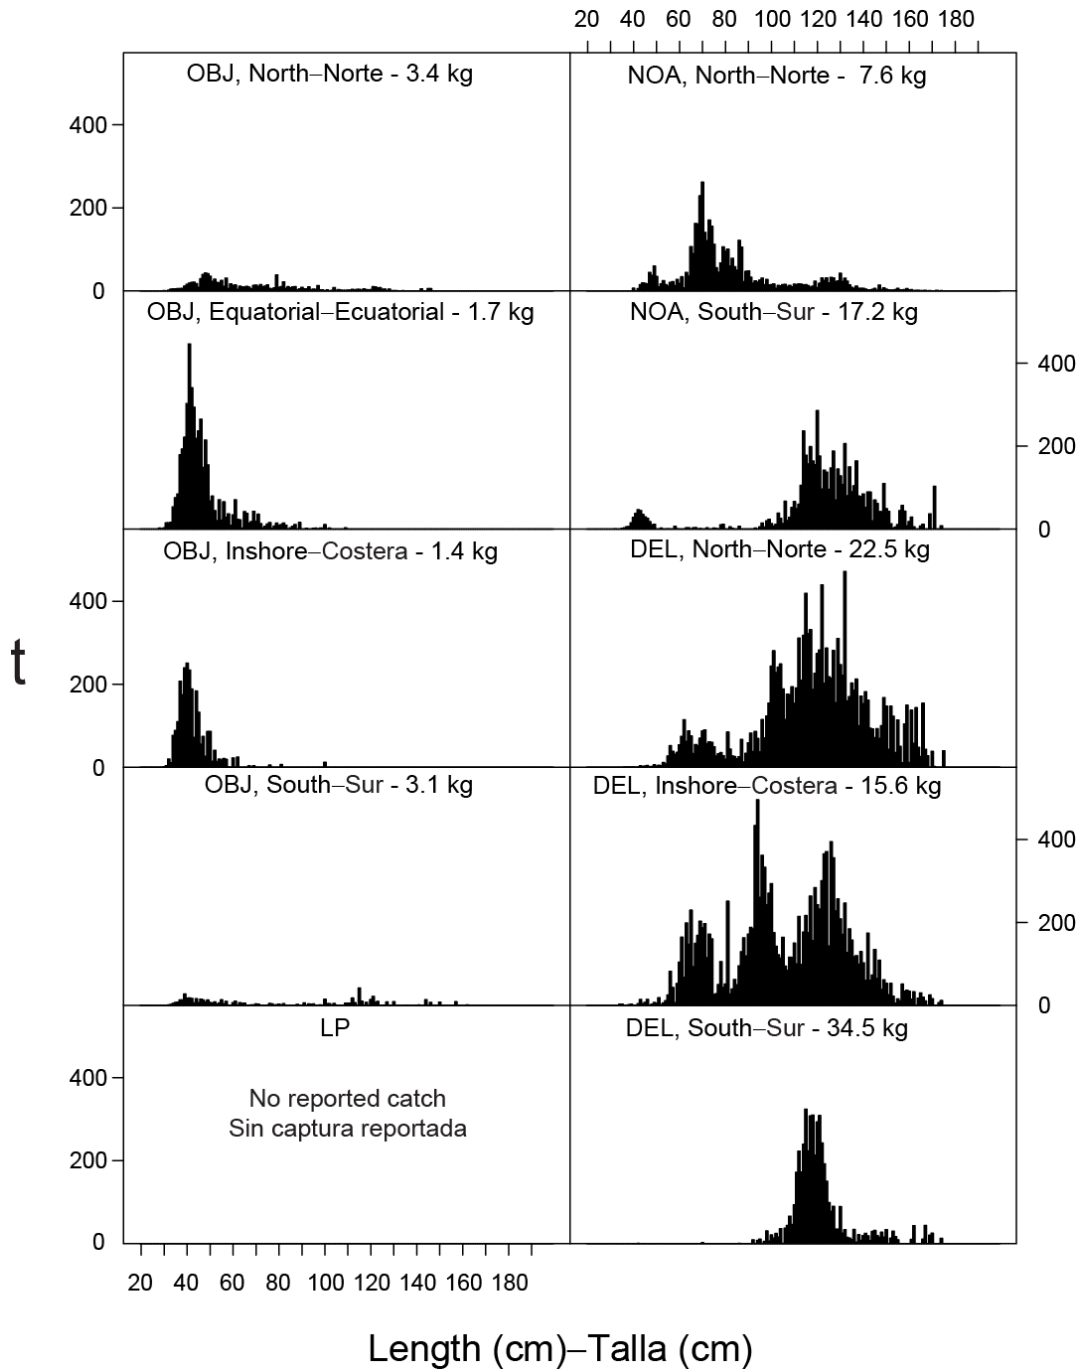 20 40 60 80 100 120 140 160 180
OBJ, North–Norte - 3.4 kg
NOA, North–Norte - 7.6 kg
400
200
0
OBJ, Equatorial–Ecuatorial - 1.7 kg
NOA, South–Sur - 17.2 kg
400
200
0
OBJ, Inshore–Costera - 1.4 kg
DEL, North–Norte - 22.5 kg
400
200
0
t
OBJ, South–Sur - 3.1 kg
DEL, Inshore–Costera - 15.6 kg
400
200
0
LP
DEL, South–Sur - 34.5 kg
No reported catch
Sin captura reportada
400
200
0
20 40 60 80 100 120 140 160 180
Length (cm)–Talla (cm)